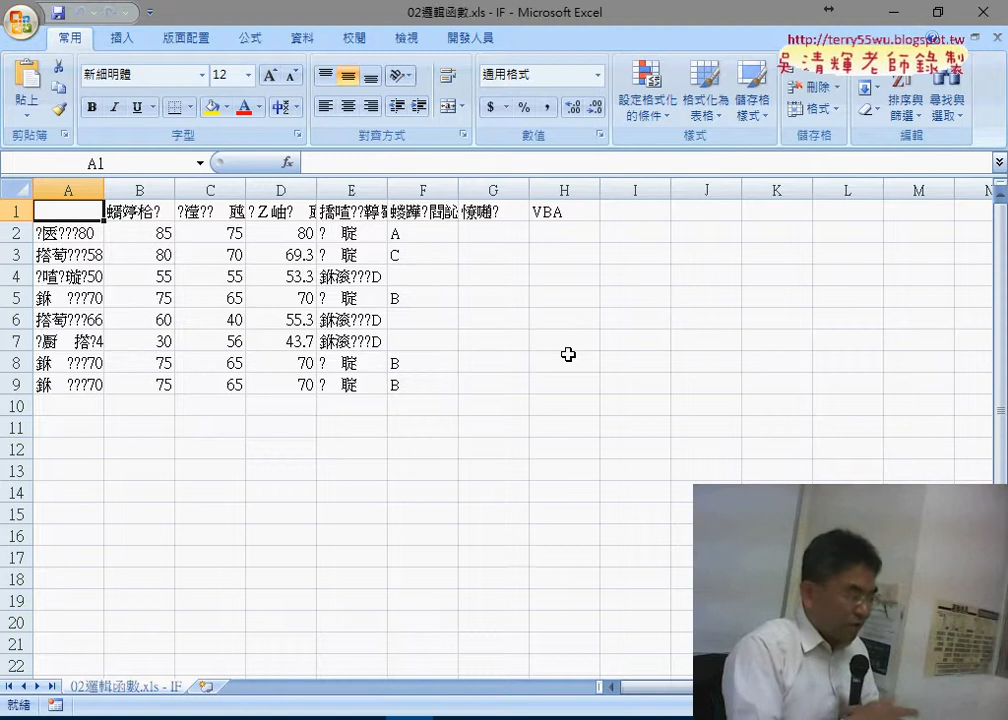 02邏輯函數.xls - IF - Microsoft Excel
http://terry55wu.blogspot.tw
吳清輝老師錄製
常用 插入 版面配置 公式 資料 校閱 檢視 開發人員
貼上 新細明體 12 通用格式 設定格式化的條件 格式化為表格 儲存格樣式 刪除 格式 排序與篩選 尋找與選取
B I U A 中 $ % ,
剪貼簿 字型 對齊方式 數值 樣式 儲存格 編輯
A1 fx
A B C D E F G H I J K L M N
1 VBA
2 85 75 80 A
3 80 70 69.3 C
4 55 55 53.3
5 75 65 70 B
6 60 40 55.3
7 30 56 43.7
8 75 65 70 B
9 75 65 70 B
10
11
12
13
14
15
16
17
18
19
20
21
22
02邏輯函數.xls - IF
就緒